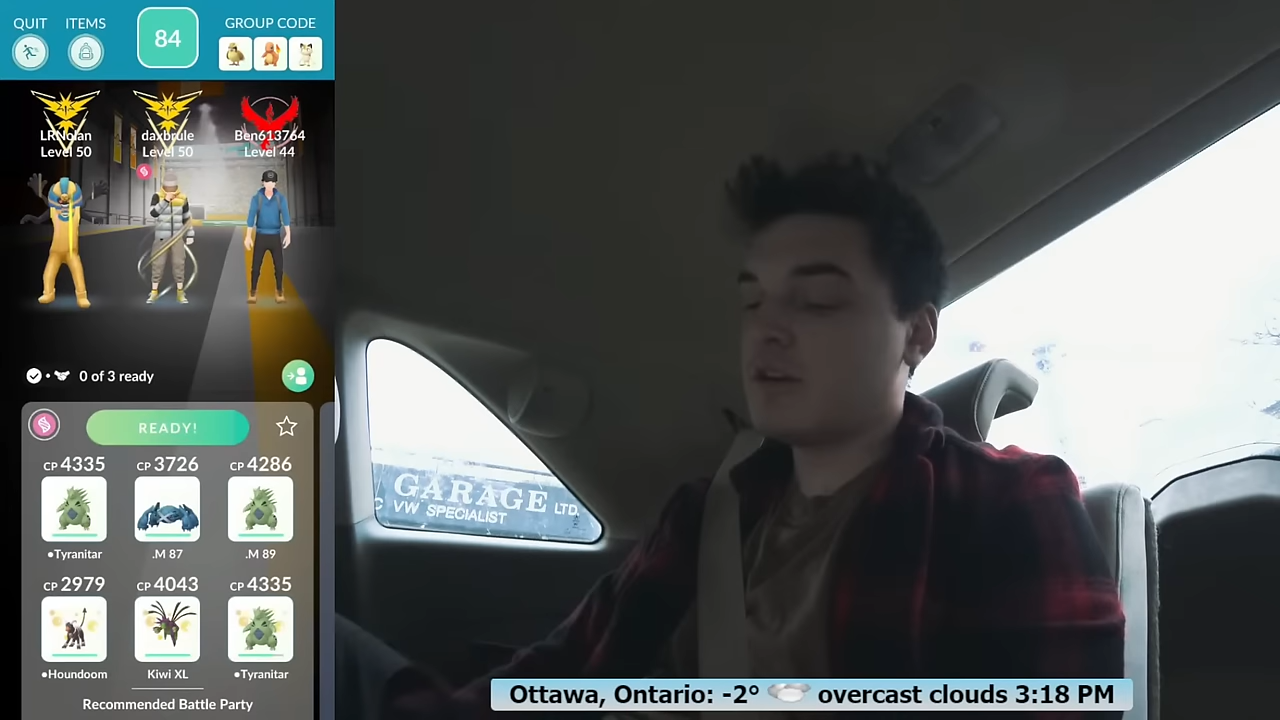 QUIT
ITEMS
84
GROUP CODE
LRNolan
Level 50
daxbrule
Level 50
Ben613764
Level 44
0 of 3 ready
READY!
CP 4335
CP 3726
CP 4286
•Tyranitar
.M 87
.M 89
CP 2979
CP 4043
CP 4335
•Houndoom
Kiwi XL
•Tyranitar
Recommended Battle Party
GARAGE LTD.
C VW SPECIALIST
Ottawa, Ontario: -2° overcast clouds 3:18 PM